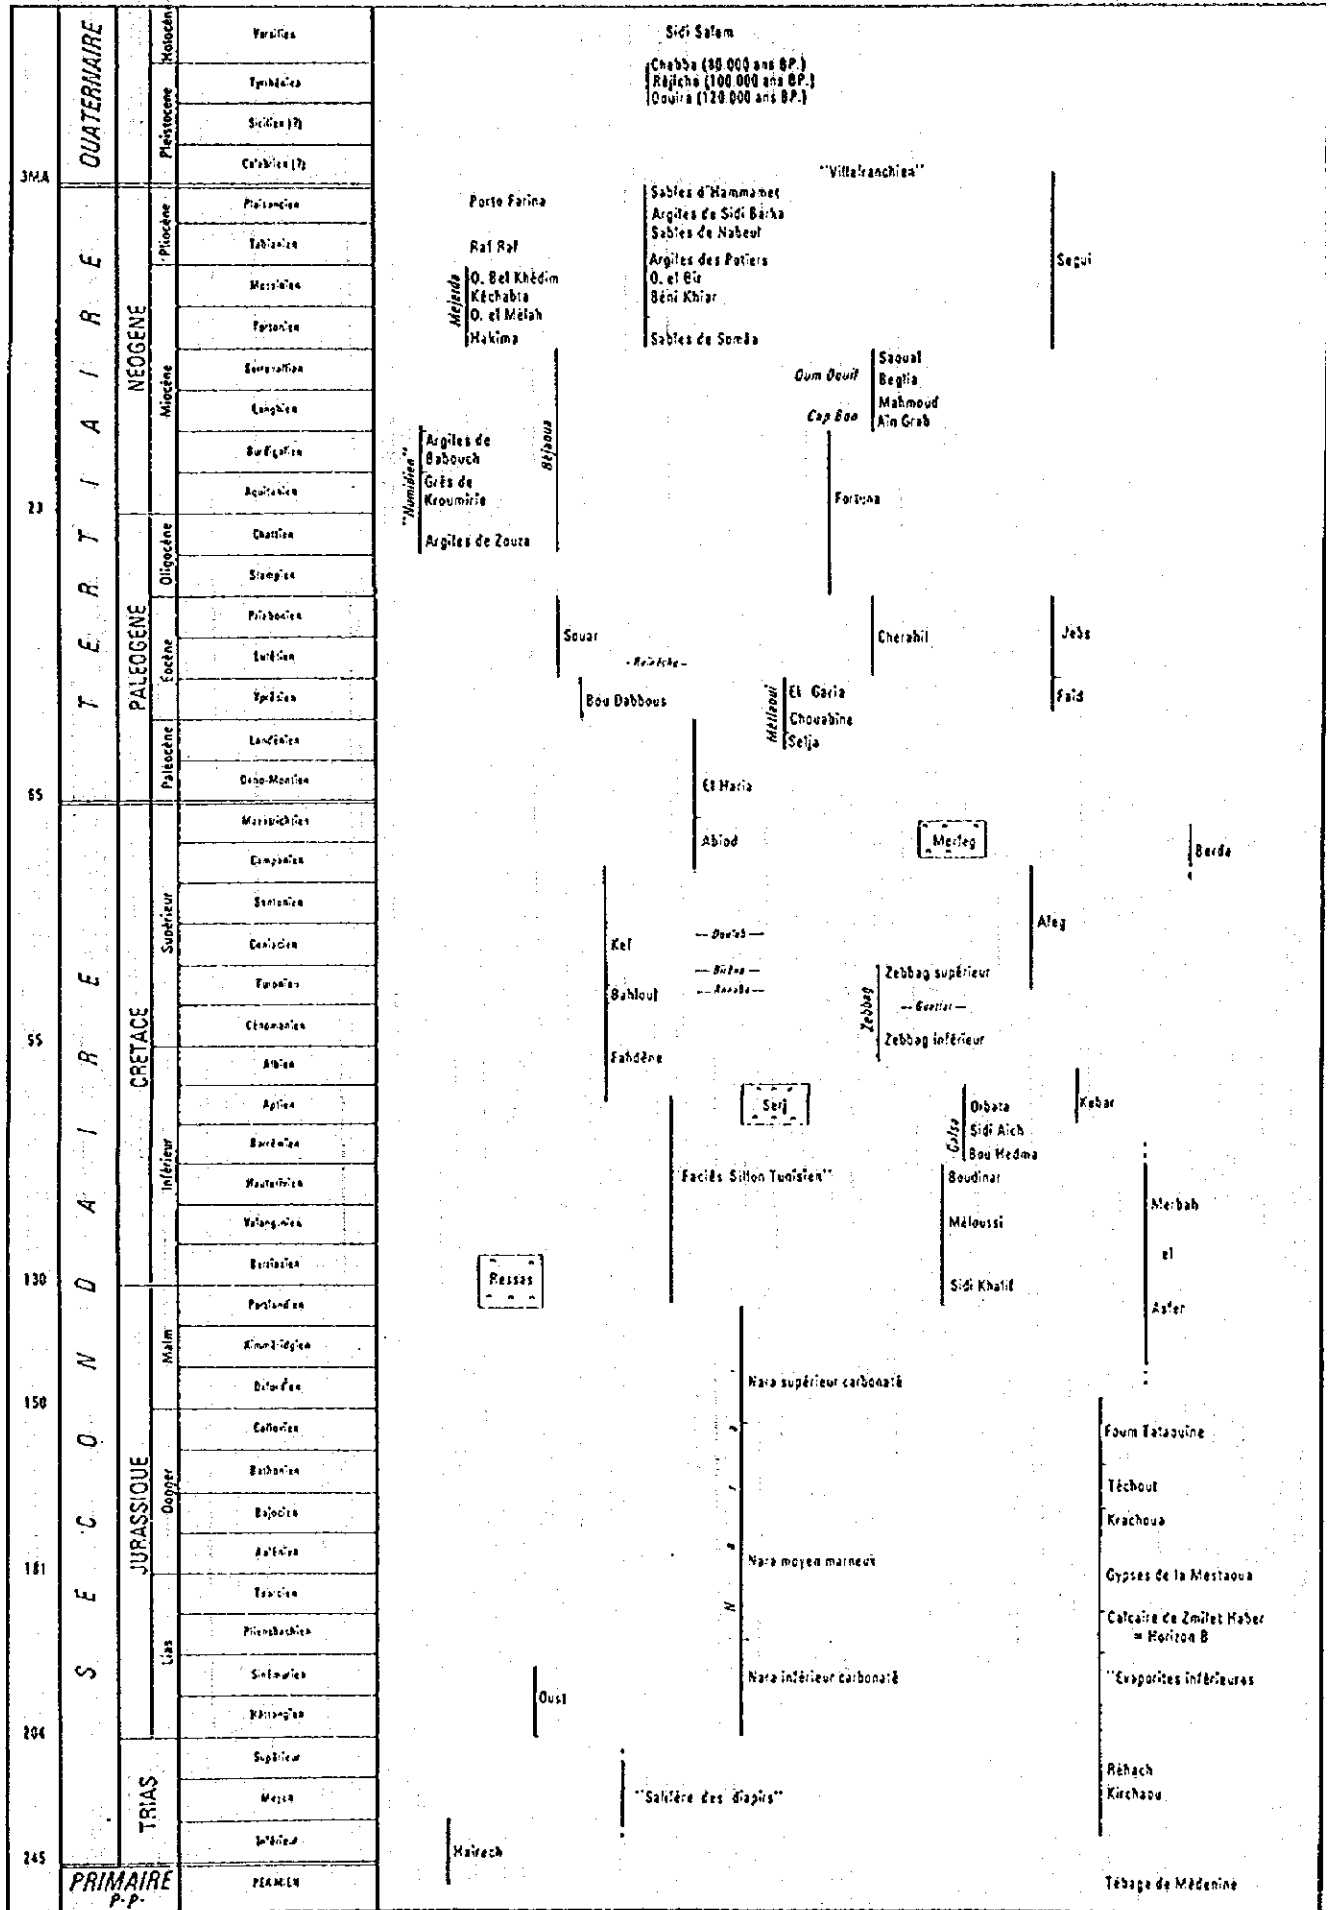 QUATERNAIRE
Holocène
Versilien
Sidi Salem
Pleistocene
Tyrrhénien
Chebba (80.000 ans BP.)
Réjiche (100.000 ans BP.)
Douira (120.000 ans BP.)
Sicilien (?)
Calabrien (?)
"Villafranchien"
3MA
TERTIAIRE
NEOGENE
Pliocène
Plaisancien
Porto Farina
Sables d'Hammamet
Argiles de Sidi Barka
Sables de Nabeul
Tabianien
Raf Raf
Argiles des Potiers
Segui
Miocène
Messinien
Mejerda
O. Bel Khédim
Kéchabta
O. el Mélah
Hakima
O. el Bir
Béni Khiar
Tortonien
Sables de Somâa
Serravallien
Oum Douil
Saoual
Beglia
Langhien
Cap Bon
Mahmoud
Aïn Grab
Béjaoua
Burdigalien
"Numidien"
Argiles de
Babouch
Aquitanien
Grès de
Kroumirie
Fortuna
23
PALEOGENE
Oligocène
Chattien
Argiles de Zouza
Stampien
Eocène
Priabonien
Souar
Cherahil
Jebs
Lutétien
- Reinèche -
Yprésien
Bou Dabbous
Métlaoui
El Garia
Chouabine
Selja
Faïd
Paléocène
Landénien
Dano-Montien
El Haria
65
SECONDAIRE
CRETACE
Supérieur
Maestrichtien
Abiod
Merfeg
Berda
Campanien
Santonien
Aleg
Coniacien
Kef
— Douleb —
— Biréno —
— Annaba —
Turonien
Bahloul
Zebbag
Zebbag supérieur
— Gattar —
Cénomanien
Zebbag inférieur
95
Inférieur
Albien
Fahdène
Aptien
Serj
Gafsa
Orbata
Sidi Aïch
Bou Hedma
Kebar
Barrémien
Hauterivien
"Faciés Sillon Tunisien"
Boudinar
Merbah
el
Asfer
Valanginien
Méloussi
Berriasien
Ressas
Sidi Khalif
130
JURASSIQUE
Malm
Portlandien
Kimméridgien
Oxfordien
Nara supérieur carbonaté
150
Dogger
Callovien
Foum Tataouine
Bathonien
Téchout
Bajocien
Krachoua
Aalénien
Nara moyen marneux
181
Lias
Toarcien
Gypses de la Mestaoua
Nara
Pliensbachien
Calcaire de Zmilet Haber
= Horizon B
Sinémurien
Oust
Nara inférieur carbonaté
"Evaporites inférieures
Hettangien
204
TRIAS
Supérieur
Réhach
Moyen
"Salifère des diapirs"
Kirchaou
Inférieur
Hairech
245
PRIMAIRE
P.P.
PERMIEN
Tébaga de Médenine